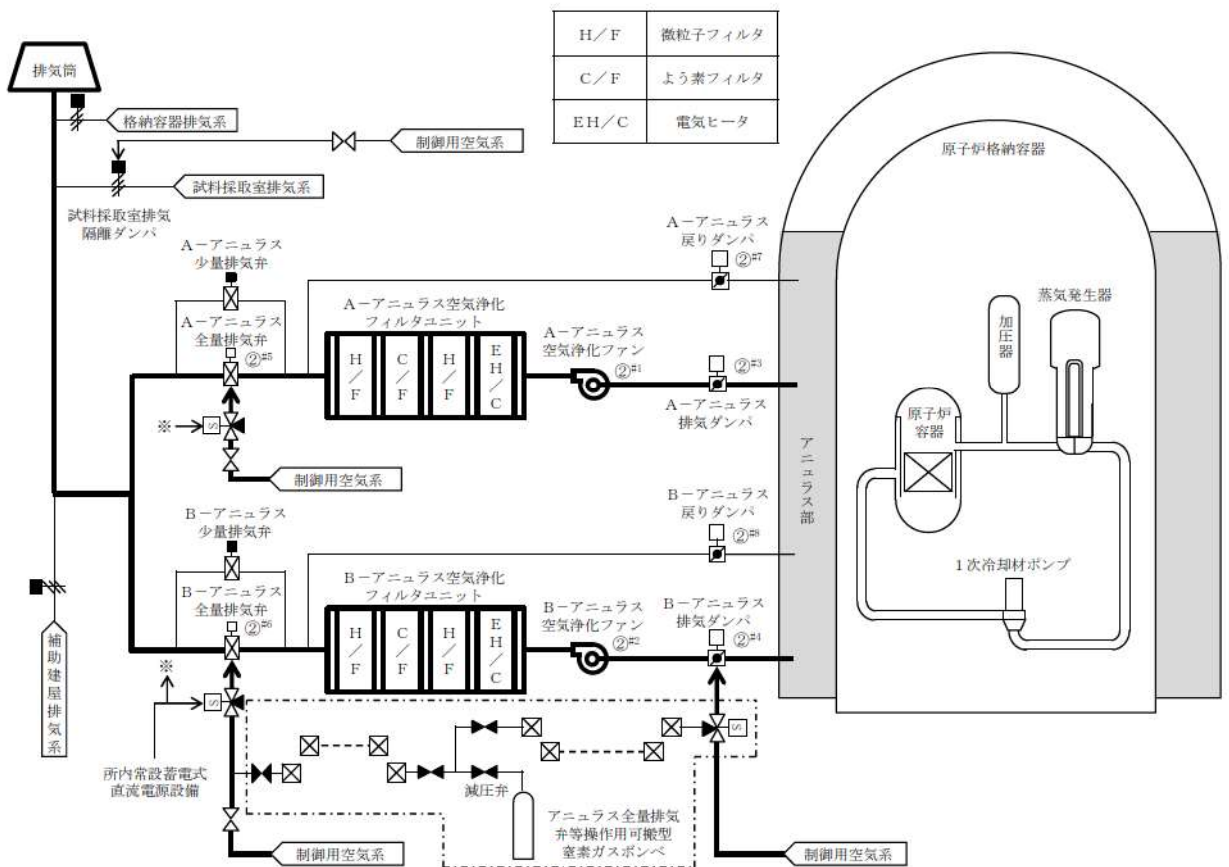 H/F 微粒子フィルタ
C/F よう素フィルタ
EH/C 電気ヒータ
排気筒
格納容器排気系
制御用空気系
試料採取室排気系
試料採取室排気
隔離ダンパ
原子炉格納容器
A-アニュラス
戻りダンパ
②#7
A-アニュラス
少量排気弁
A-アニュラス
全量排気弁
②#5
A-アニュラス空気浄化
フィルタユニット
H/F
C/F
H/F
EH/C
A-アニュラス
空気浄化ファン
②#1
②#3
A-アニュラス
排気ダンパ
蒸気発生器
加圧器
原子炉
容器
1次冷却材ポンプ
アニュラス部
※
S
制御用空気系
B-アニュラス
戻りダンパ
②#8
B-アニュラス
少量排気弁
B-アニュラス
全量排気弁
②#6
B-アニュラス空気浄化
フィルタユニット
H/F
C/F
H/F
EH/C
B-アニュラス
空気浄化ファン
②#2
B-アニュラス
排気ダンパ
②#4
補助建屋排気系
※
S
S
所内常設蓄電式
直流電源設備
減圧弁
アニュラス全量排気
弁等操作用可搬型
窒素ガスボンベ
制御用空気系
制御用空気系